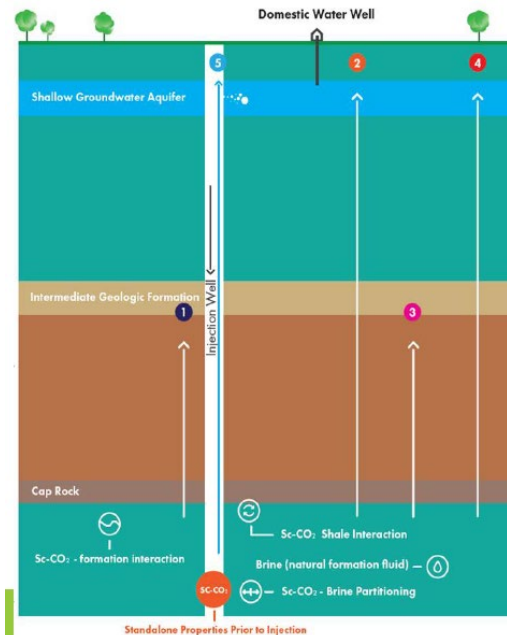 Domestic Water Well
5
2
4
Shallow Groundwater Aquifer
Injection Well
Intermediate Geologic Formation
1
3
Cap Rock
Sc-CO₂ Shale Interaction
Sc-CO₂ - formation interaction
Brine (natural formation fluid)
SC-CO₂
Sc-CO₂ - Brine Partitioning
Standalone Properties Prior to Injection